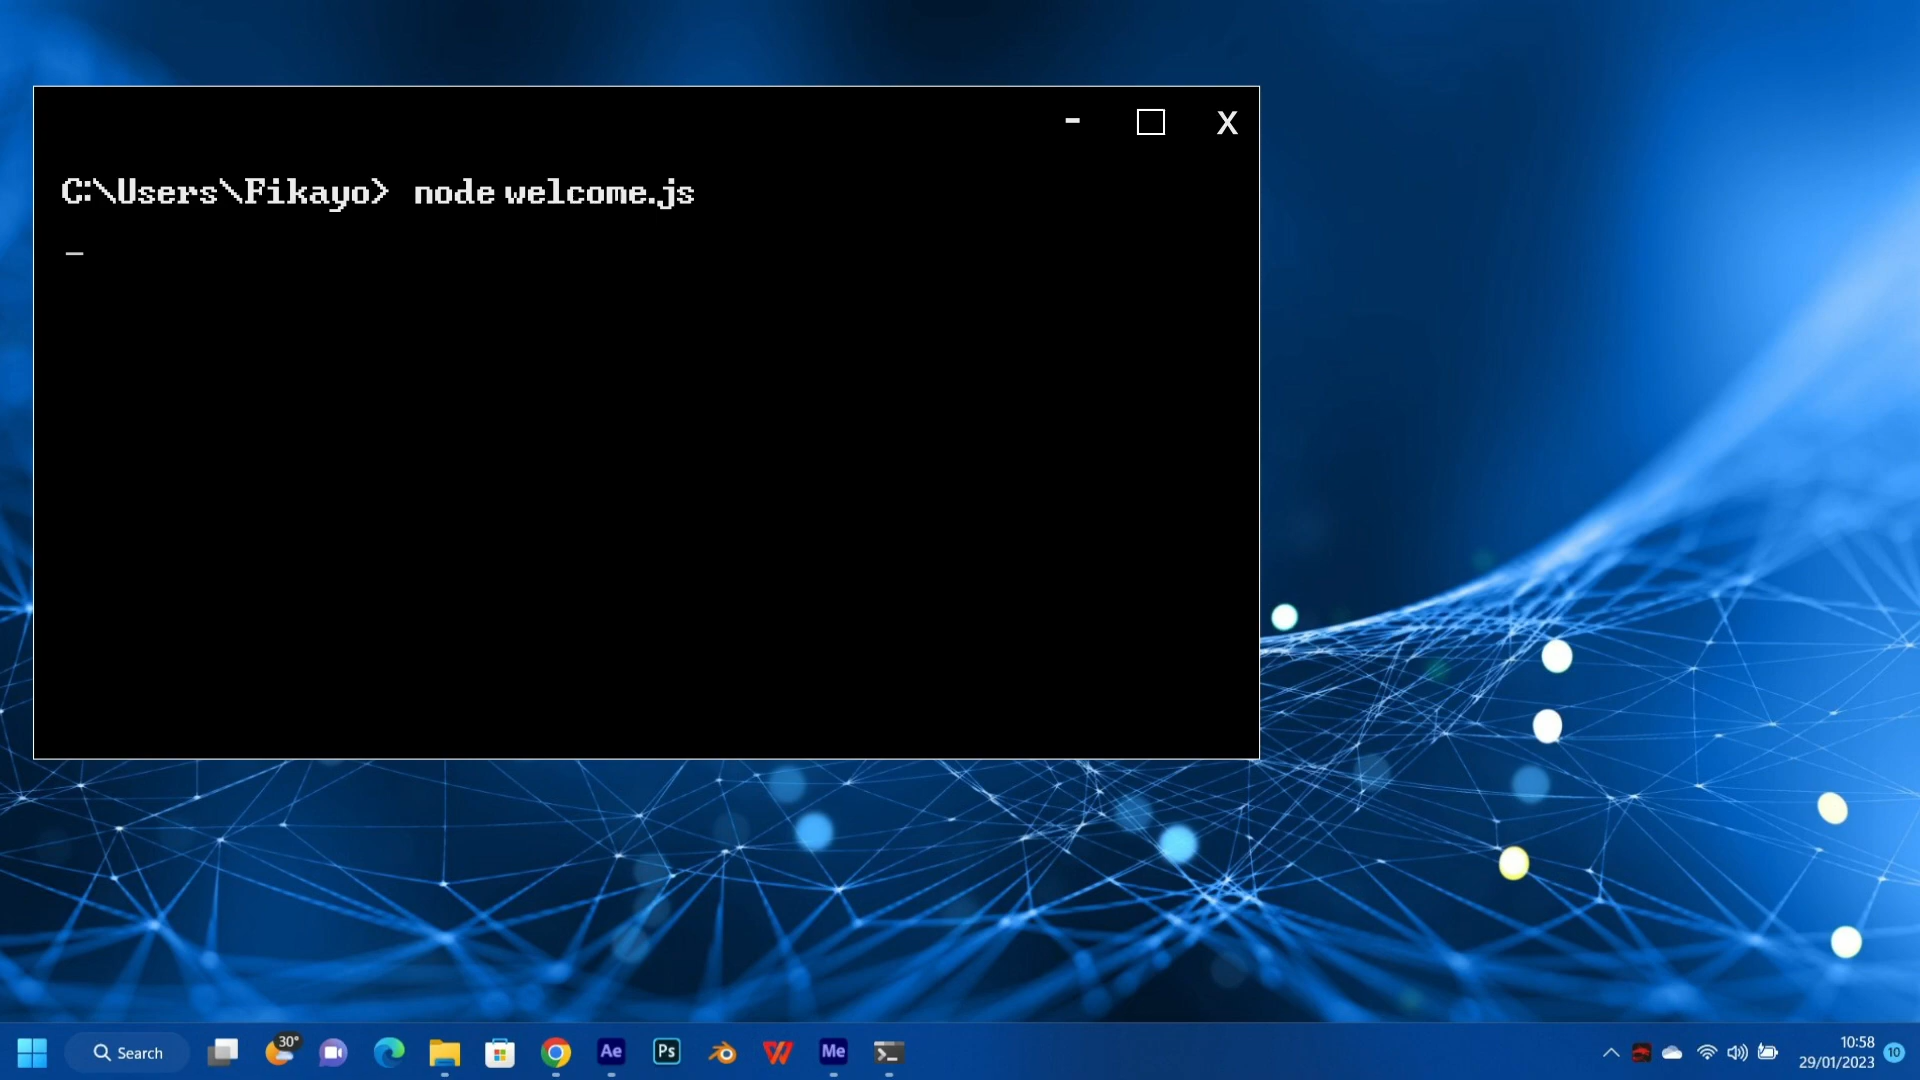 - □ X
C:\Users\Fikayo> node welcome.js
_
Search
30°
Ae
Ps
Me
10:58
29/01/2023
10